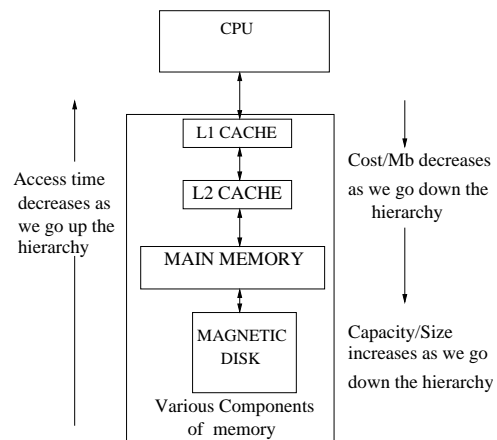 CPU
L1 CACHE
L2 CACHE
MAIN MEMORY
MAGNETIC
DISK
Various Components
of memory
Access time
decreases as
we go up the
hierarchy
Cost/Mb decreases
as we go down the
hierarchy
Capacity/Size
increases as we go
down the hierarchy